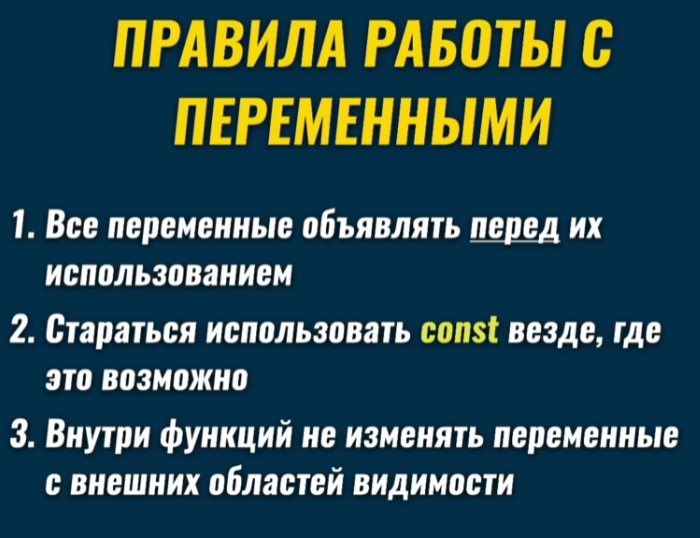 ПРАВИЛА РАБОТЫ С
ПЕРЕМЕННЫМИ
1. Все переменные объявлять перед их
использованием
2. Стараться использовать const везде, где
это возможно
3. Внутри функций не изменять переменные
с внешних областей видимости